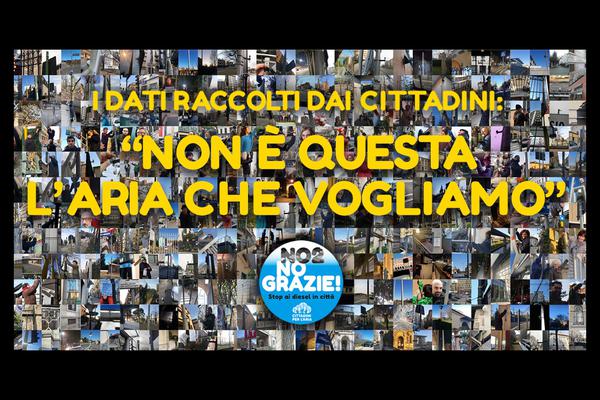 I DATI RACCOLTI DAI CITTADINI:
“NON È QUESTA
L’ARIA CHE VOGLIAMO”
NO2
NO
GRAZIE!
Stop ai diesel in città
CITTADINI
PER L'ARIA